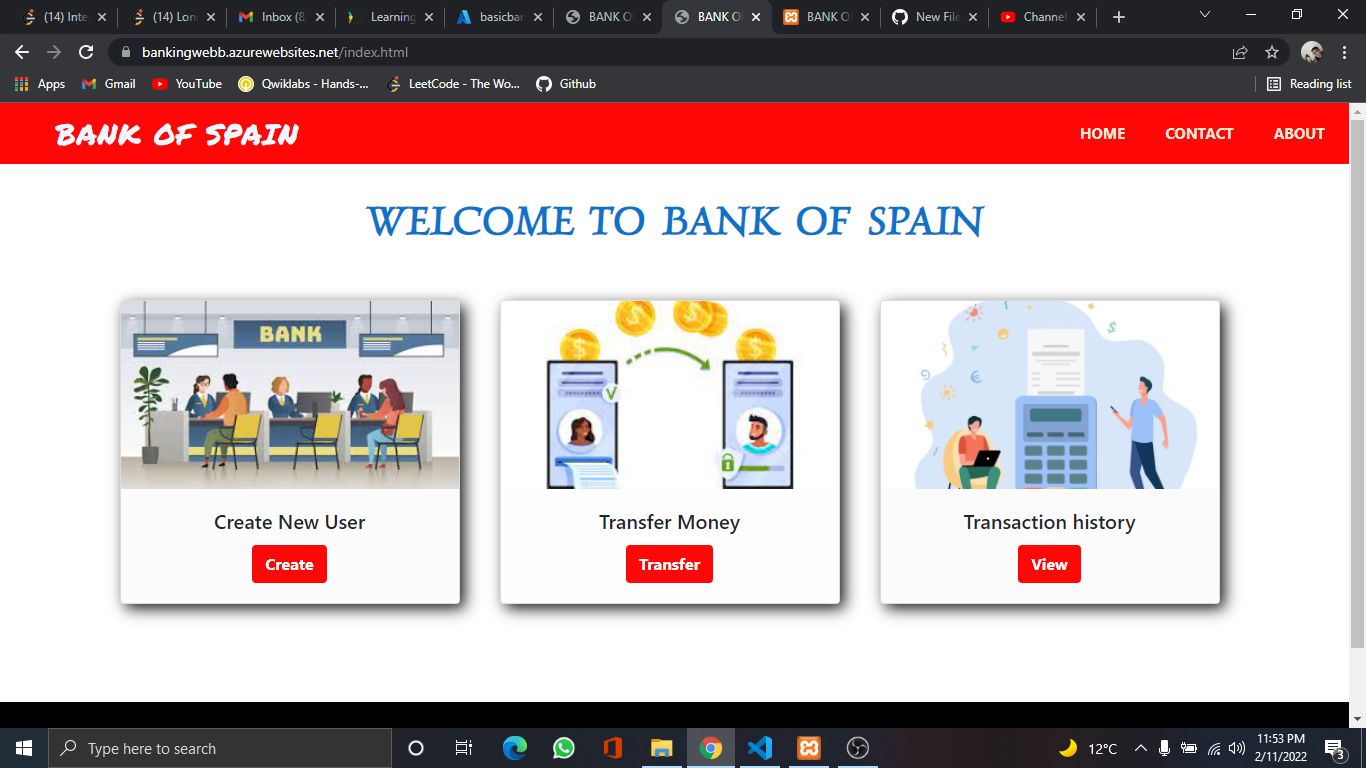 (14) Inte
(14) Lon
Inbox (8,
Learning
basicban
BANK O
BANK O
BANK O
New File
Channel
bankingwebb.azurewebsites.net/index.html
Apps
Gmail
YouTube
Qwiklabs - Hands-...
LeetCode - The Wo...
Github
Reading list
BANK OF SPAIN
HOME
CONTACT
ABOUT
WELCOME TO BANK OF SPAIN
BANK
Create New User
Create
Transfer Money
Transfer
Transaction history
View
Type here to search
12°C
11:53 PM
2/11/2022
3